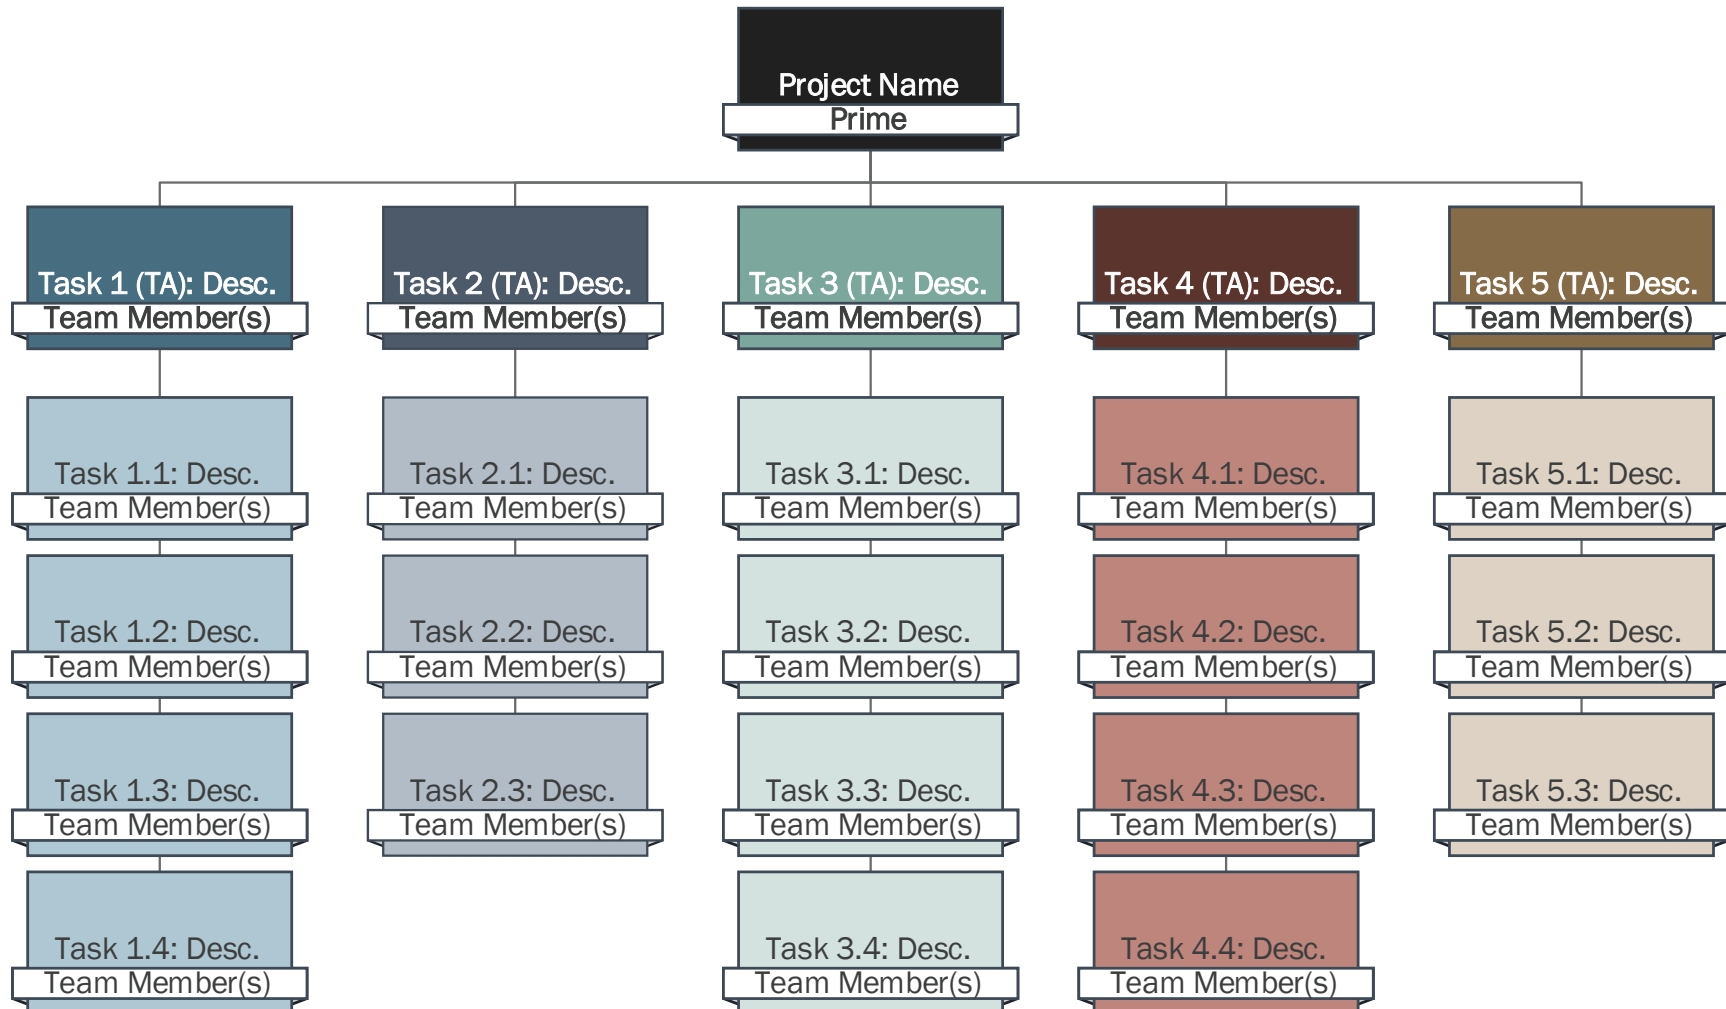 Project Name
Prime
Task 1 (TA): Desc.
Team Member(s)
Task 2 (TA): Desc.
Team Member(s)
Task 3 (TA): Desc.
Team Member(s)
Task 4 (TA): Desc.
Team Member(s)
Task 5 (TA): Desc.
Team Member(s)
Task 1.1: Desc.
Team Member(s)
Task 2.1: Desc.
Team Member(s)
Task 3.1: Desc.
Team Member(s)
Task 4.1: Desc.
Team Member(s)
Task 5.1: Desc.
Team Member(s)
Task 1.2: Desc.
Team Member(s)
Task 2.2: Desc.
Team Member(s)
Task 3.2: Desc.
Team Member(s)
Task 4.2: Desc.
Team Member(s)
Task 5.2: Desc.
Team Member(s)
Task 1.3: Desc.
Team Member(s)
Task 2.3: Desc.
Team Member(s)
Task 3.3: Desc.
Team Member(s)
Task 4.3: Desc.
Team Member(s)
Task 5.3: Desc.
Team Member(s)
Task 1.4: Desc.
Team Member(s)
Task 3.4: Desc.
Team Member(s)
Task 4.4: Desc.
Team Member(s)